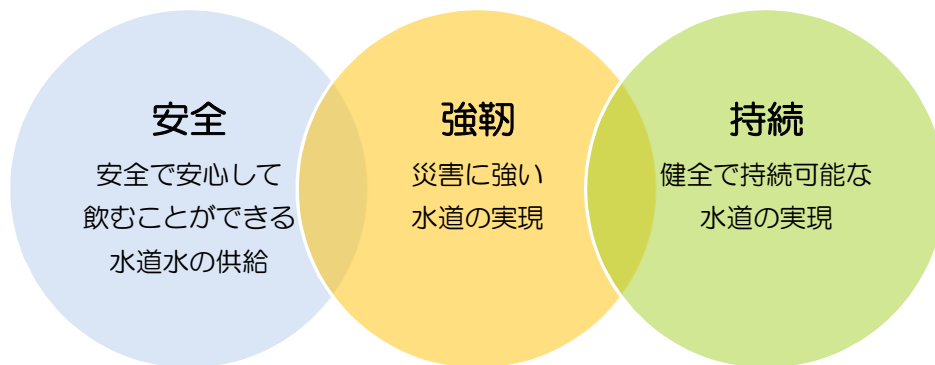 安全
安全で安心して
飲むことができる
水道水の供給
強靭
災害に強い
水道の実現
持続
健全で持続可能な
水道の実現